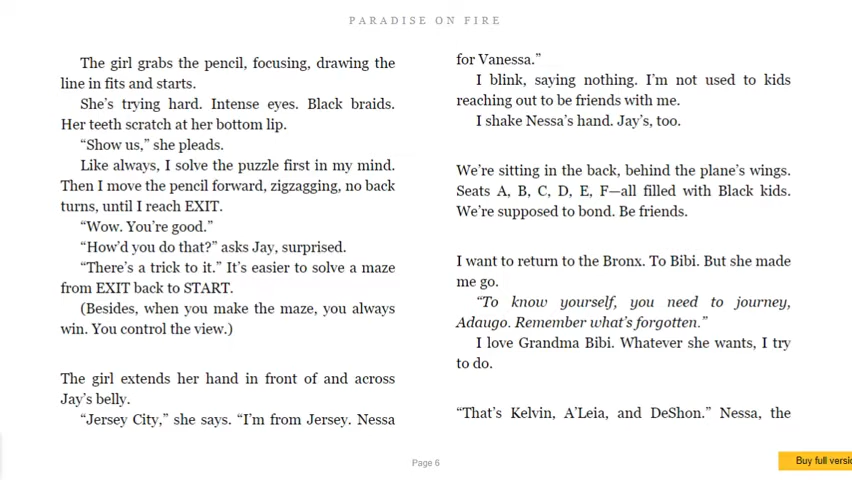 PARADISE ON FIRE
The girl grabs the pencil, focusing, drawing the
line in fits and starts.
She’s trying hard. Intense eyes. Black braids.
Her teeth scratch at her bottom lip.
“Show us,” she pleads.
Like always, I solve the puzzle first in my mind.
Then I move the pencil forward, zigzagging, no back
turns, until I reach EXIT.
“Wow. You’re good.”
“How’d you do that?” asks Jay, surprised.
“There’s a trick to it.” It’s easier to solve a maze
from EXIT back to START.
(Besides, when you make the maze, you always
win. You control the view.)
The girl extends her hand in front of and across
Jay’s belly.
“Jersey City,” she says. “I’m from Jersey. Nessa
for Vanessa.”
I blink, saying nothing. I’m not used to kids
reaching out to be friends with me.
I shake Nessa’s hand. Jay’s, too.
We’re sitting in the back, behind the plane’s wings.
Seats A, B, C, D, E, F—all filled with Black kids.
We’re supposed to bond. Be friends.
I want to return to the Bronx. To Bibi. But she made
me go.
“To know yourself, you need to journey,
Adaugo. Remember what’s forgotten.”
I love Grandma Bibi. Whatever she wants, I try
to do.
“That’s Kelvin, A’Leia, and DeShon.” Nessa, the
Page 6
Buy full versio